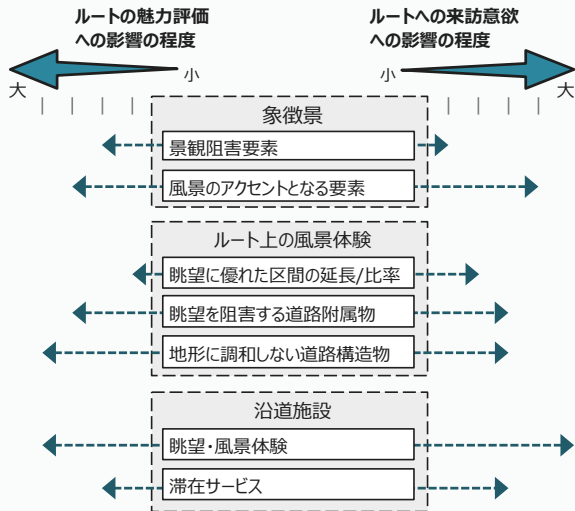 ルートの魅力評価
への影響の程度
ルートへの来訪意欲
への影響の程度
大
小
小
大
象徴景
景観阻害要素
風景のアクセントとなる要素
ルート上の風景体験
眺望に優れた区間の延長/比率
眺望を阻害する道路附属物
地形に調和しない道路構造物
沿道施設
眺望・風景体験
滞在サービス